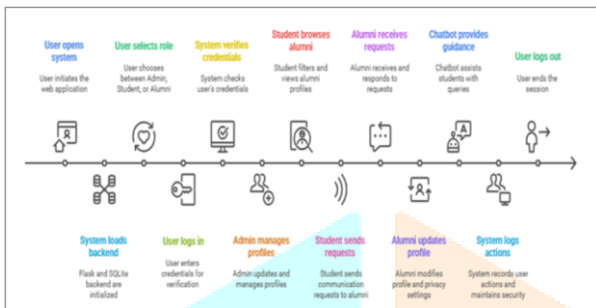 User opens
system
User initiates the
web application
User selects role
User chooses
between Admin,
Student, or Alumni
System verifies
credentials
System checks
user's credentials
Student browses
alumni
Student filters and
views alumni
profiles
Alumni receives
requests
Alumni receives and
responds to
requests
Chatbot provides
guidance
Chatbot assists
students with
queries
User logs out
User ends the
session
System loads
backend
Flask and SQLite
backend are
initialized
User logs in
User enters
credentials for
verification
Admin manages
profiles
Admin updates and
manages profiles
Student sends
requests
Student sends
communication
requests to alumni
Alumni updates
profile
Alumni modifies
profile and privacy
settings
System logs
actions
System records user
actions and
maintains security